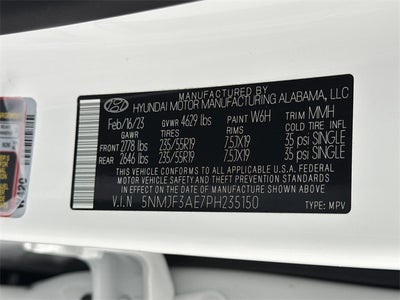 MANUFACTURED BY
HYUNDAI MOTOR MANUFACTURING ALABAMA, LLC
Feb/16/23 GVWR 4629 lbs PAINT W6H TRIM MMH
GAWR TIRES RIMS COLD TIRE INFL
FRONT 2778 lbs 235/55R19 7.5JX19 35 psi SINGLE
REAR 2646 lbs 235/55R19 7.5JX19 35 psi SINGLE
THIS VEHICLE CONFORMS TO ALL APPLICABLE U.S.A. FEDERAL
MOTOR VEHICLE SAFETY, BUMPER, AND THEFT PREVENTION STANDARDS
IN EFFECT ON THE DATE OF MANUFACTURE SHOWN ABOVE.
V.I.N 5NMJF3AE7PH235150 TYPE: MPV